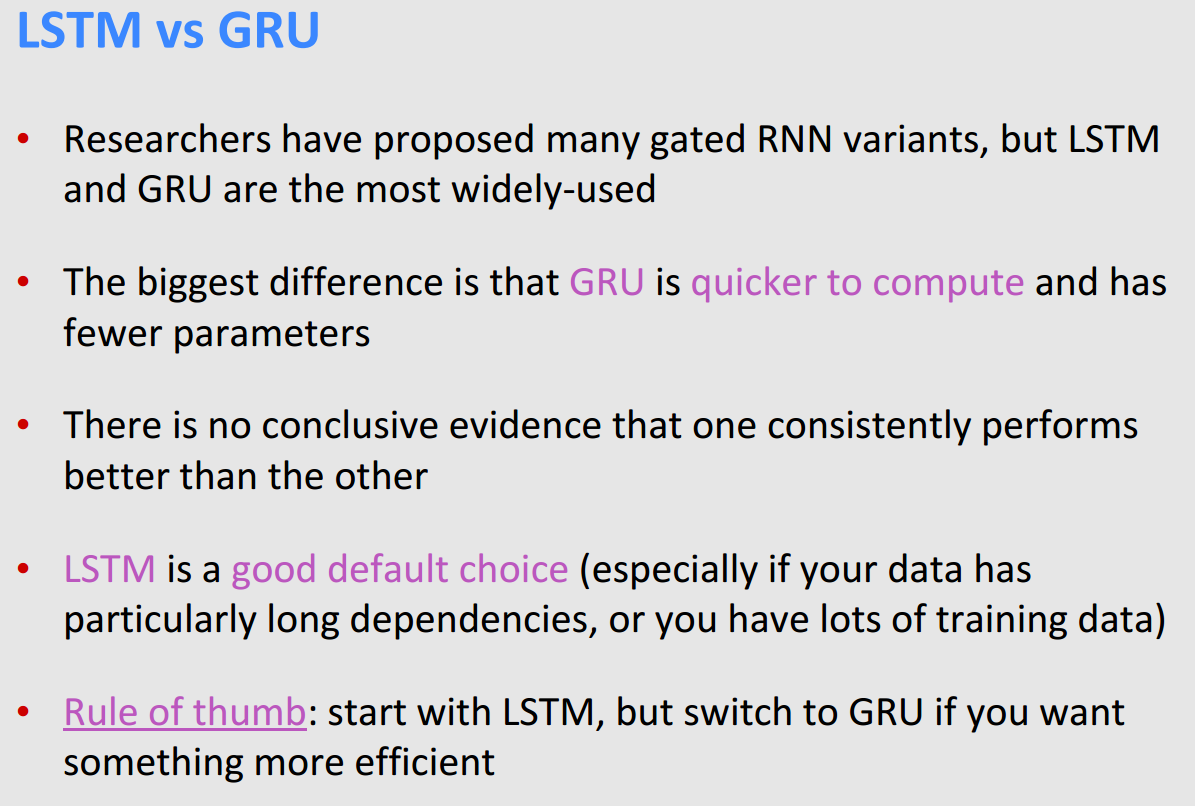 LSTM vs GRU
• Researchers have proposed many gated RNN variants, but LSTM
and GRU are the most widely-used
• The biggest difference is that GRU is quicker to compute and has
fewer parameters
• There is no conclusive evidence that one consistently performs
better than the other
• LSTM is a good default choice (especially if your data has
particularly long dependencies, or you have lots of training data)
• Rule of thumb: start with LSTM, but switch to GRU if you want
something more efficient